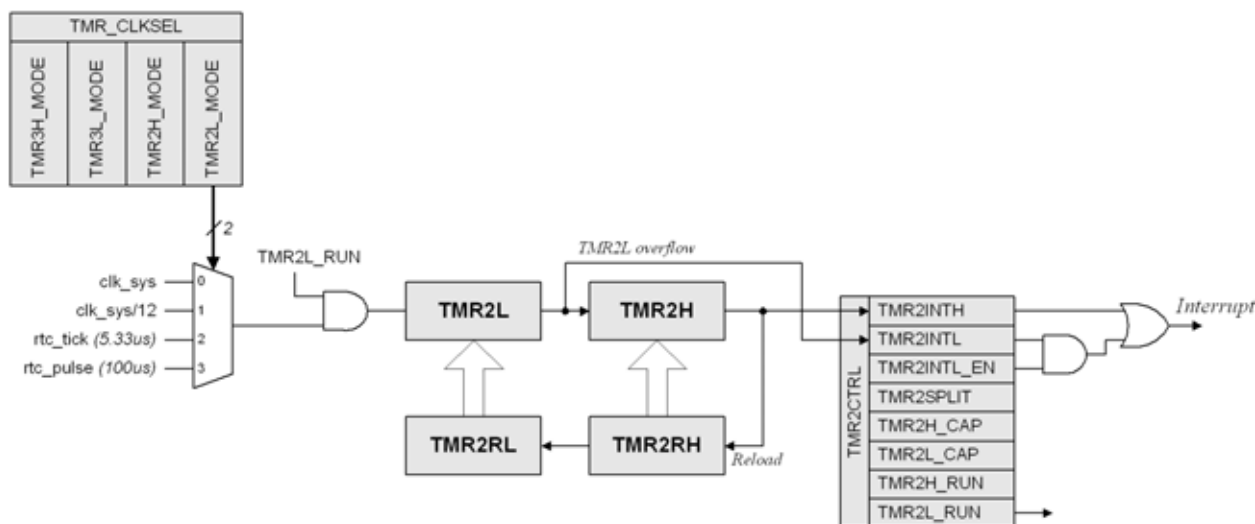 TMR_CLKSEL
TMR3H_MODE
TMR3L_MODE
TMR2H_MODE
TMR2L_MODE
2
TMR2L_RUN
TMR2L overflow
clk_sys 0
clk_sys/12 1
rtc_tick (5.33us) 2
rtc_pulse (100us) 3
TMR2L
TMR2H
TMR2RL
TMR2RH
Reload
TMR2CTRL
TMR2INTH
TMR2INTL
TMR2INTL_EN
TMR2SPLIT
TMR2H_CAP
TMR2L_CAP
TMR2H_RUN
TMR2L_RUN
Interrupt